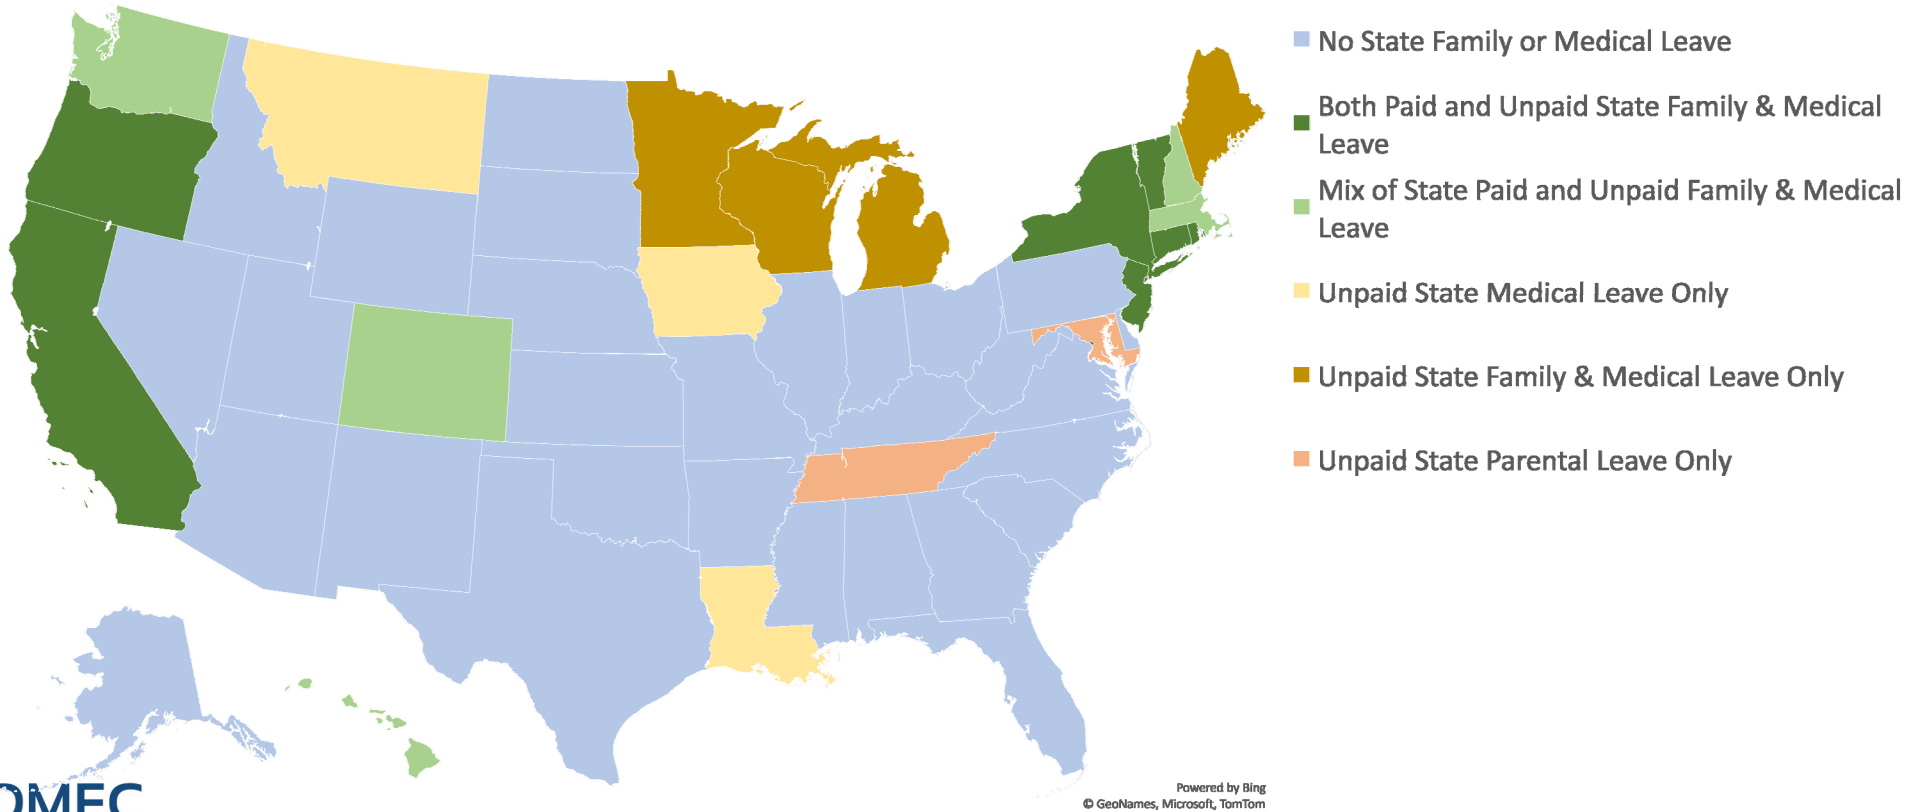 No State Family or Medical Leave
Both Paid and Unpaid State Family & Medical
Leave
Mix of State Paid and Unpaid Family & Medical
Leave
Unpaid State Medical Leave Only
Unpaid State Family & Medical Leave Only
Unpaid State Parental Leave Only
Powered by Bing
© GeoNames, Microsoft, TomTom
DMEC